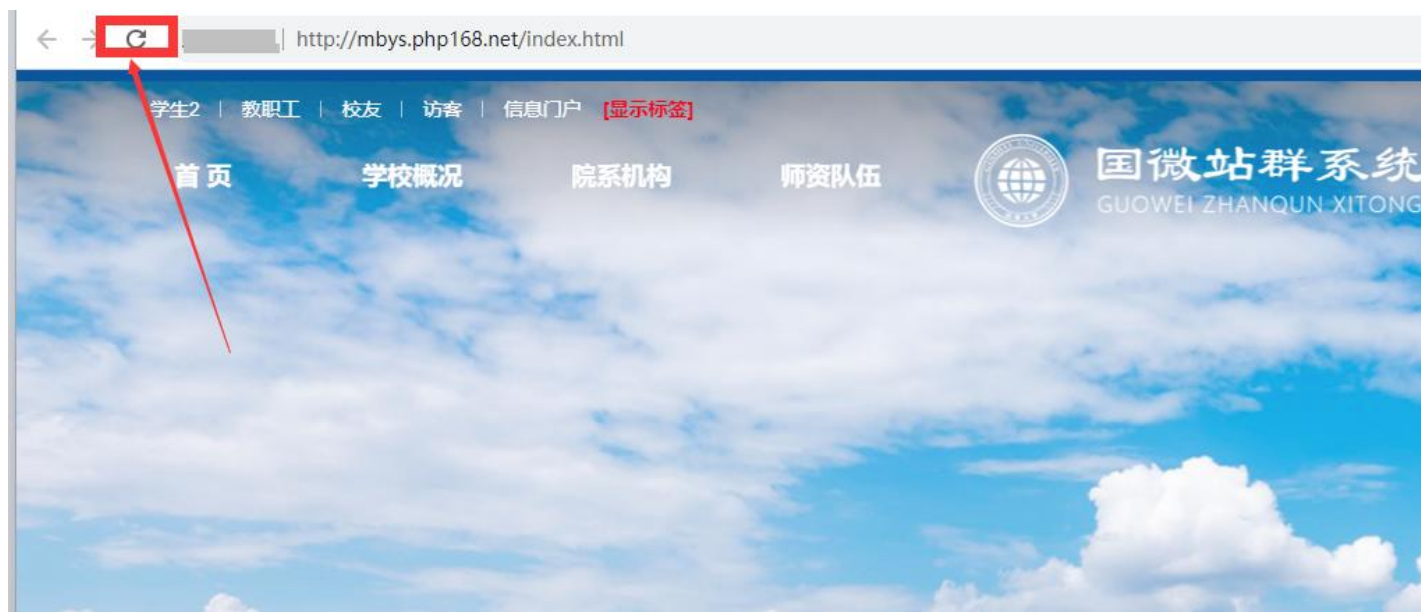 http://mbys.php168.net/index.html
学生2 | 教职工 | 校友 | 访客 | 信息门户 [显示标签]
首页 学校概况 院系机构 师资队伍
国微站群系统
GUOWEI ZHANQUN XITONG